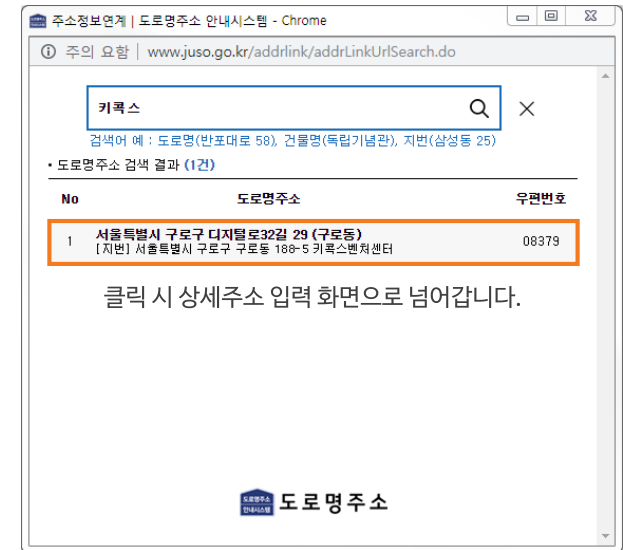 주소정보연계 | 도로명주소 안내시스템 - Chrome
주의 요함 | www.juso.go.kr/addrlink/addrLinkUrlSearch.do
키콕스
검색어 예 : 도로명(반포대로 58), 건물명(독립기념관), 지번(삼성동 25)
• 도로명주소 검색 결과 (1건)
No 도로명주소 우편번호
1 서울특별시 구로구 디지털로32길 29 (구로동) 08379
[지번] 서울특별시 구로구 구로동 188-5 키콕스벤처센터
클릭 시 상세주소 입력 화면으로 넘어갑니다.
도로명주소 안내시스템 도로명주소